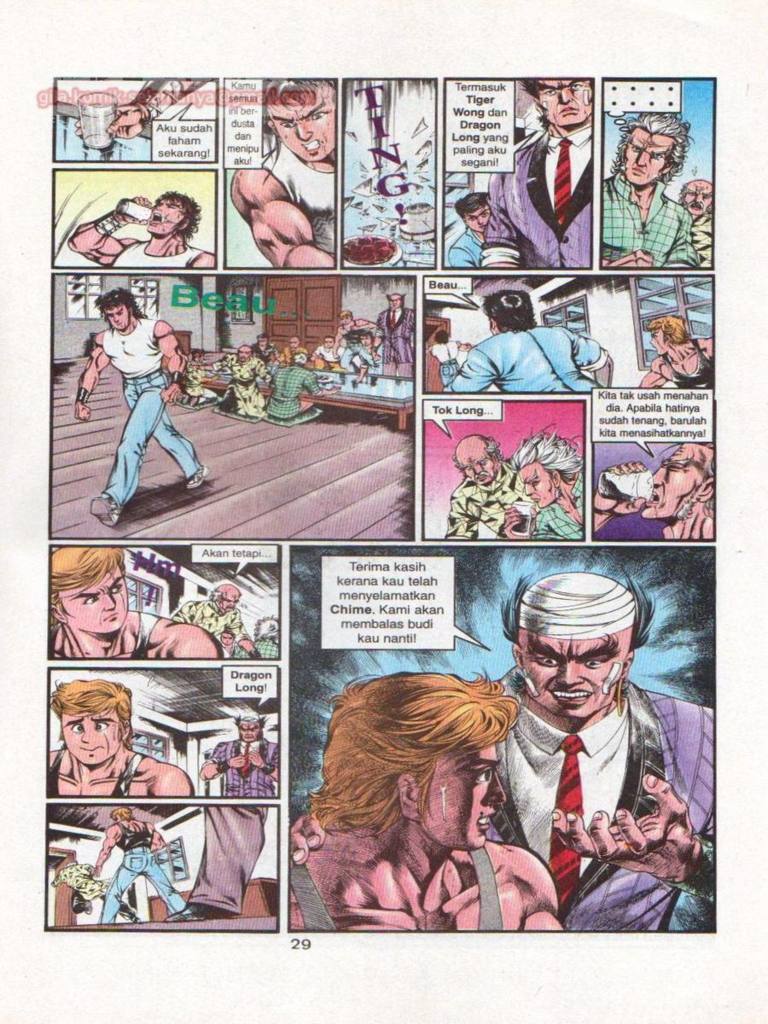 Aku sudah
faham
sekarang!
Kamu
semua
ini ber-
dusta
dan
menipu
aku!
TING!
Termasuk
Tiger
Wong dan
Dragon
Long yang
paling aku
segani!
Beau...
Beau...
Tok Long...
Kita tak usah menahan
dia. Apabila hatinya
sudah tenang, barulah
kita menasihatkannya!
Hm
!
Akan tetapi...
Dragon
Long!
Terima kasih
kerana kau telah
menyelamatkan
Chime. Kami akan
membalas budi
kau nanti!
29